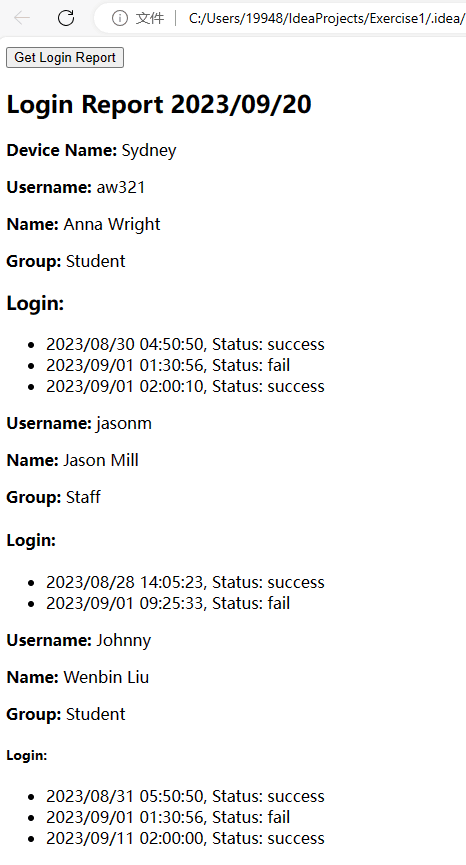 文件 C:/Users/19948/IdeaProjects/Exercise1/.idea/
Get Login Report
Login Report 2023/09/20
Device Name: Sydney
Username: aw321
Name: Anna Wright
Group: Student
Login:
2023/08/30 04:50:50, Status: success
2023/09/01 01:30:56, Status: fail
2023/09/01 02:00:10, Status: success
Username: jasonm
Name: Jason Mill
Group: Staff
Login:
2023/08/28 14:05:23, Status: success
2023/09/01 09:25:33, Status: fail
Username: Johnny
Name: Wenbin Liu
Group: Student
Login:
2023/08/31 05:50:50, Status: success
2023/09/01 01:30:56, Status: fail
2023/09/11 02:00:00, Status: success